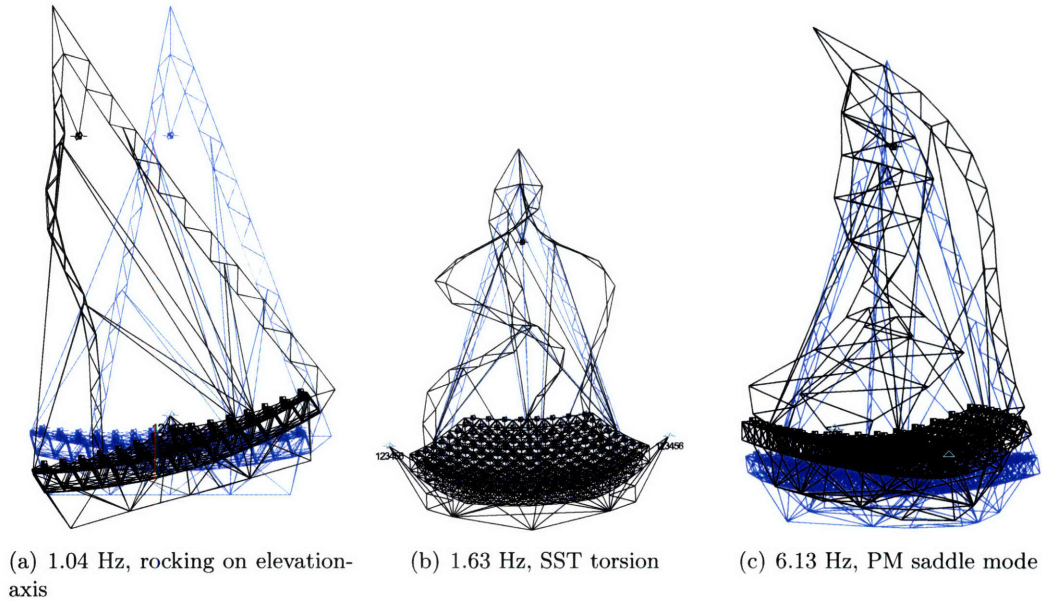 123456
123456
(a) 1.04 Hz, rocking on elevation-
axis
(b) 1.63 Hz, SST torsion
(c) 6.13 Hz, PM saddle mode